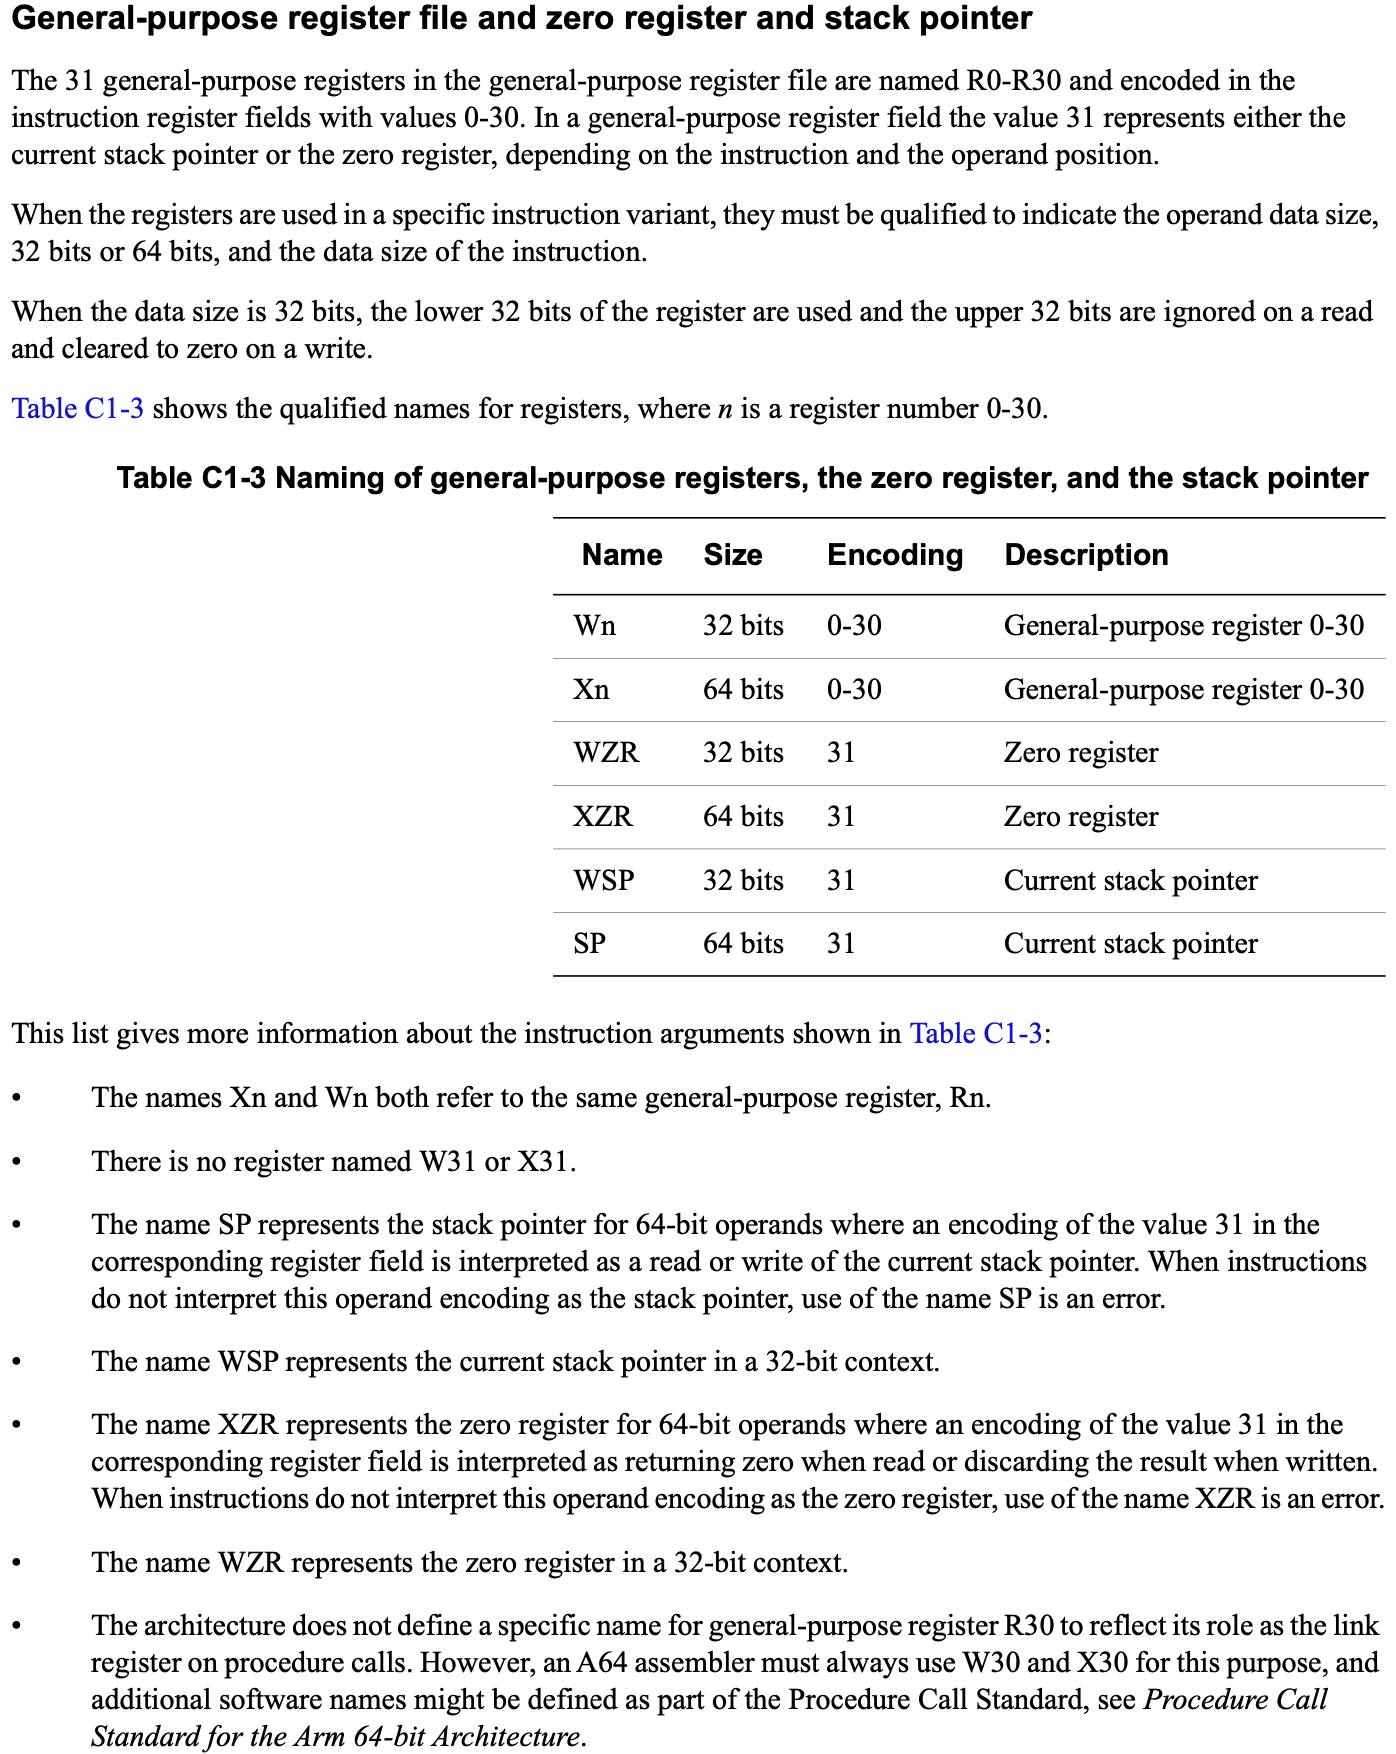 General-purpose register file and zero register and stack pointer
The 31 general-purpose registers in the general-purpose register file are named R0-R30 and encoded in the
instruction register fields with values 0-30. In a general-purpose register field the value 31 represents either the
current stack pointer or the zero register, depending on the instruction and the operand position.
When the registers are used in a specific instruction variant, they must be qualified to indicate the operand data size,
32 bits or 64 bits, and the data size of the instruction.
When the data size is 32 bits, the lower 32 bits of the register are used and the upper 32 bits are ignored on a read
and cleared to zero on a write.
Table C1-3 shows the qualified names for registers, where n is a register number 0-30.
Table C1-3 Naming of general-purpose registers, the zero register, and the stack pointer
Name Size Encoding Description
Wn 32 bits 0-30 General-purpose register 0-30
Xn 64 bits 0-30 General-purpose register 0-30
WZR 32 bits 31 Zero register
XZR 64 bits 31 Zero register
WSP 32 bits 31 Current stack pointer
SP 64 bits 31 Current stack pointer
This list gives more information about the instruction arguments shown in Table C1-3:
• The names Xn and Wn both refer to the same general-purpose register, Rn.
• There is no register named W31 or X31.
• The name SP represents the stack pointer for 64-bit operands where an encoding of the value 31 in the
corresponding register field is interpreted as a read or write of the current stack pointer. When instructions
do not interpret this operand encoding as the stack pointer, use of the name SP is an error.
• The name WSP represents the current stack pointer in a 32-bit context.
• The name XZR represents the zero register for 64-bit operands where an encoding of the value 31 in the
corresponding register field is interpreted as returning zero when read or discarding the result when written.
When instructions do not interpret this operand encoding as the zero register, use of the name XZR is an error.
• The name WZR represents the zero register in a 32-bit context.
• The architecture does not define a specific name for general-purpose register R30 to reflect its role as the link
register on procedure calls. However, an A64 assembler must always use W30 and X30 for this purpose, and
additional software names might be defined as part of the Procedure Call Standard, see Procedure Call
Standard for the Arm 64-bit Architecture.